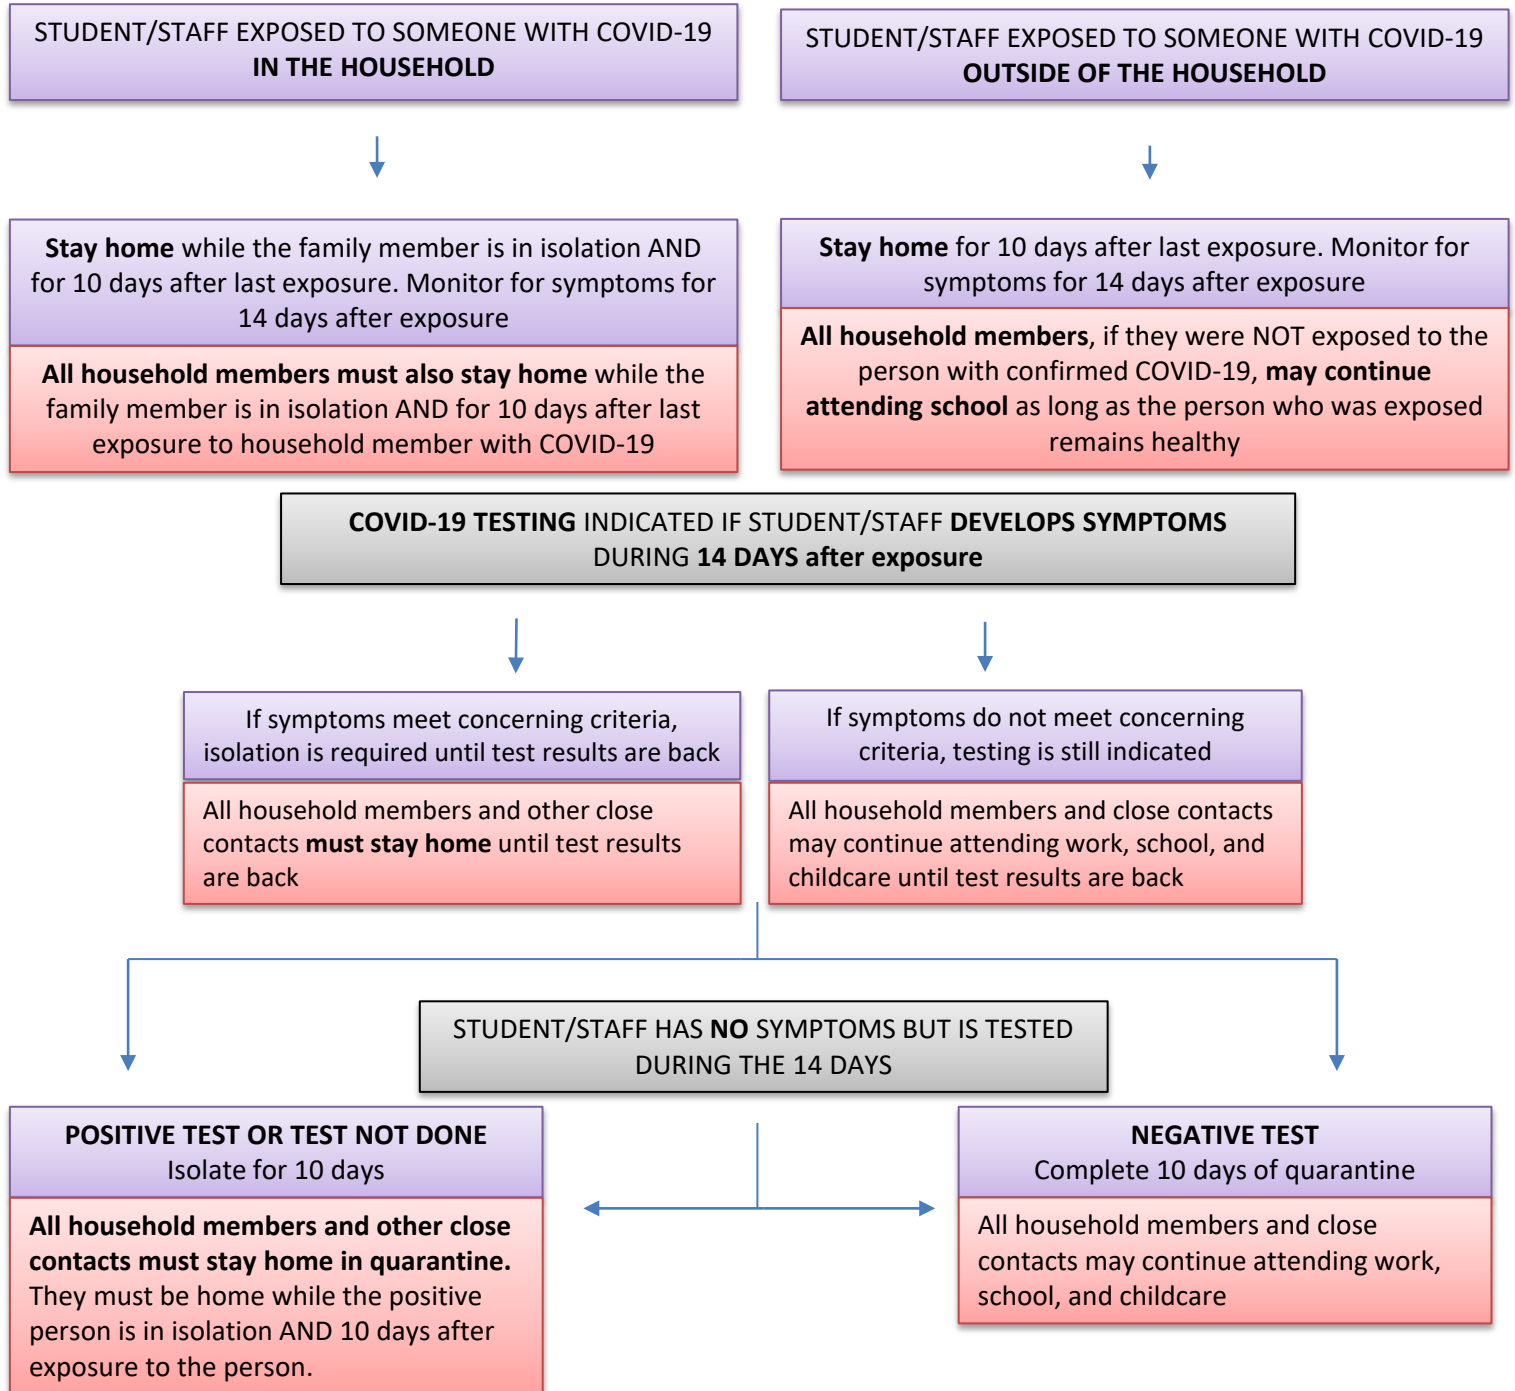 STUDENT/STAFF EXPOSED TO SOMEONE WITH COVID-19
IN THE HOUSEHOLD
STUDENT/STAFF EXPOSED TO SOMEONE WITH COVID-19
OUTSIDE OF THE HOUSEHOLD
Stay home while the family member is in isolation AND
for 10 days after last exposure. Monitor for symptoms for
14 days after exposure
All household members must also stay home while the
family member is in isolation AND for 10 days after last
exposure to household member with COVID-19
Stay home for 10 days after last exposure. Monitor for
symptoms for 14 days after exposure
All household members, if they were NOT exposed to the
person with confirmed COVID-19, may continue
attending school as long as the person who was exposed
remains healthy
COVID-19 TESTING INDICATED IF STUDENT/STAFF DEVELOPS SYMPTOMS
DURING 14 DAYS after exposure
If symptoms meet concerning criteria,
isolation is required until test results are back
All household members and other close
contacts must stay home until test results
are back
If symptoms do not meet concerning
criteria, testing is still indicated
All household members and close contacts
may continue attending work, school, and
childcare until test results are back
STUDENT/STAFF HAS NO SYMPTOMS BUT IS TESTED
DURING THE 14 DAYS
POSITIVE TEST OR TEST NOT DONE
Isolate for 10 days
All household members and other close
contacts must stay home in quarantine.
They must be home while the positive
person is in isolation AND 10 days after
exposure to the person.
NEGATIVE TEST
Complete 10 days of quarantine
All household members and close
contacts may continue attending work,
school, and childcare